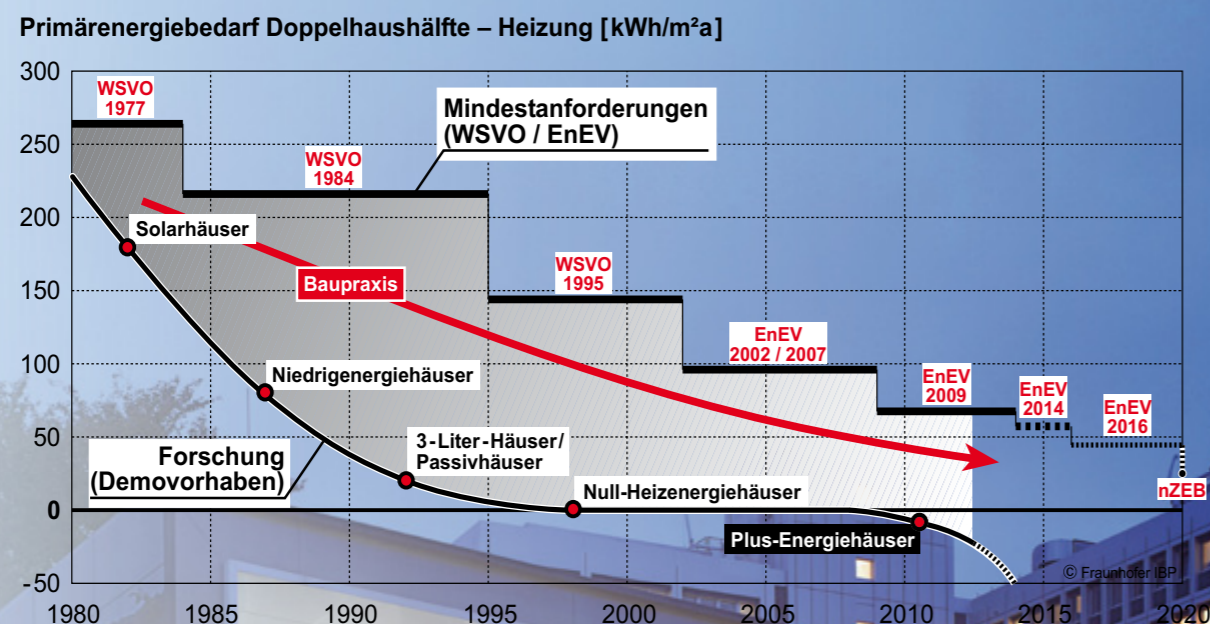 Primärenergiebedarf Doppelhaushälfte – Heizung [kWh/m²a]
300
250
200
150
100
50
0
-50
WSVO
1977
WSVO
1984
Mindestanforderungen
(WSVO / EnEV)
Solarhäuser
Baupraxis
WSVO
1995
EnEV
2002 / 2007
Niedrigenergiehäuser
EnEV
2009
EnEV
2014
EnEV
2016
Forschung
(Demovorhaben)
3-Liter-Häuser/
Passivhäuser
Null-Heizenergiehäuser
nZEB
Plus-Energiehäuser
© Fraunhofer IBP
1980
1985
1990
1995
2000
2005
2010
2015
2020